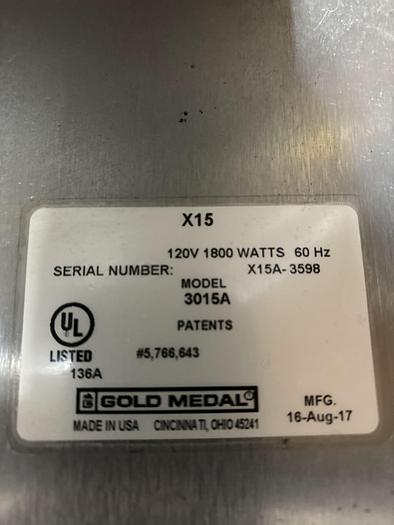 X15
120V 1800 WATTS 60 Hz
SERIAL NUMBER: X15A-3598
MODEL
3015A
PATENTS
UL
LISTED
136A
#5,766,643
GOLD MEDAL®
MFG.
16-Aug-17
MADE IN USA CINCINNATI, OHIO 45241